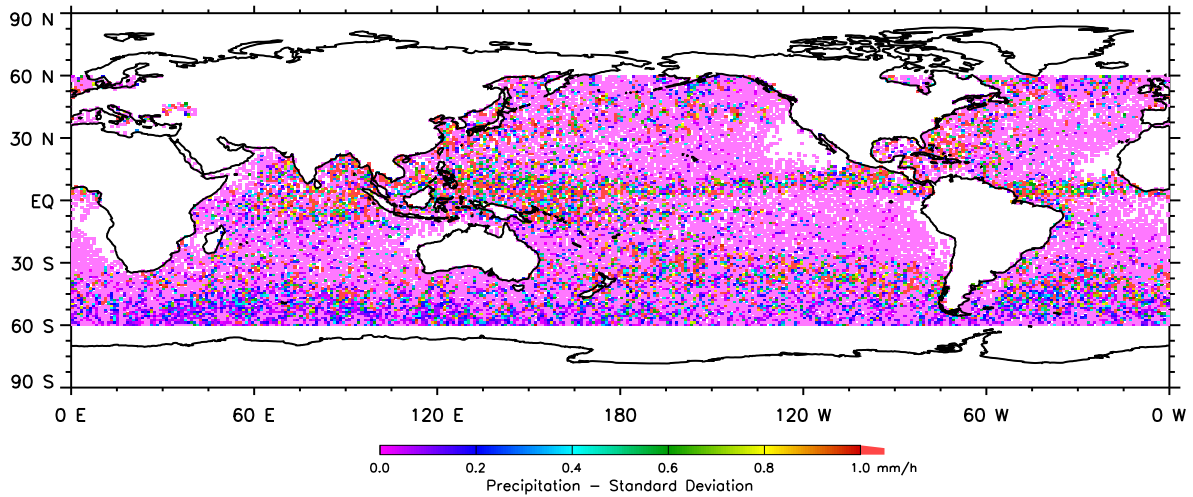 90 N
60 N
30 N
EQ
30 S
60 S
90 S
0 E 60 E 120 E 180 120 W 60 W 0 W
0.0 0.2 0.4 0.6 0.8 1.0 mm/h
Precipitation − Standard Deviation